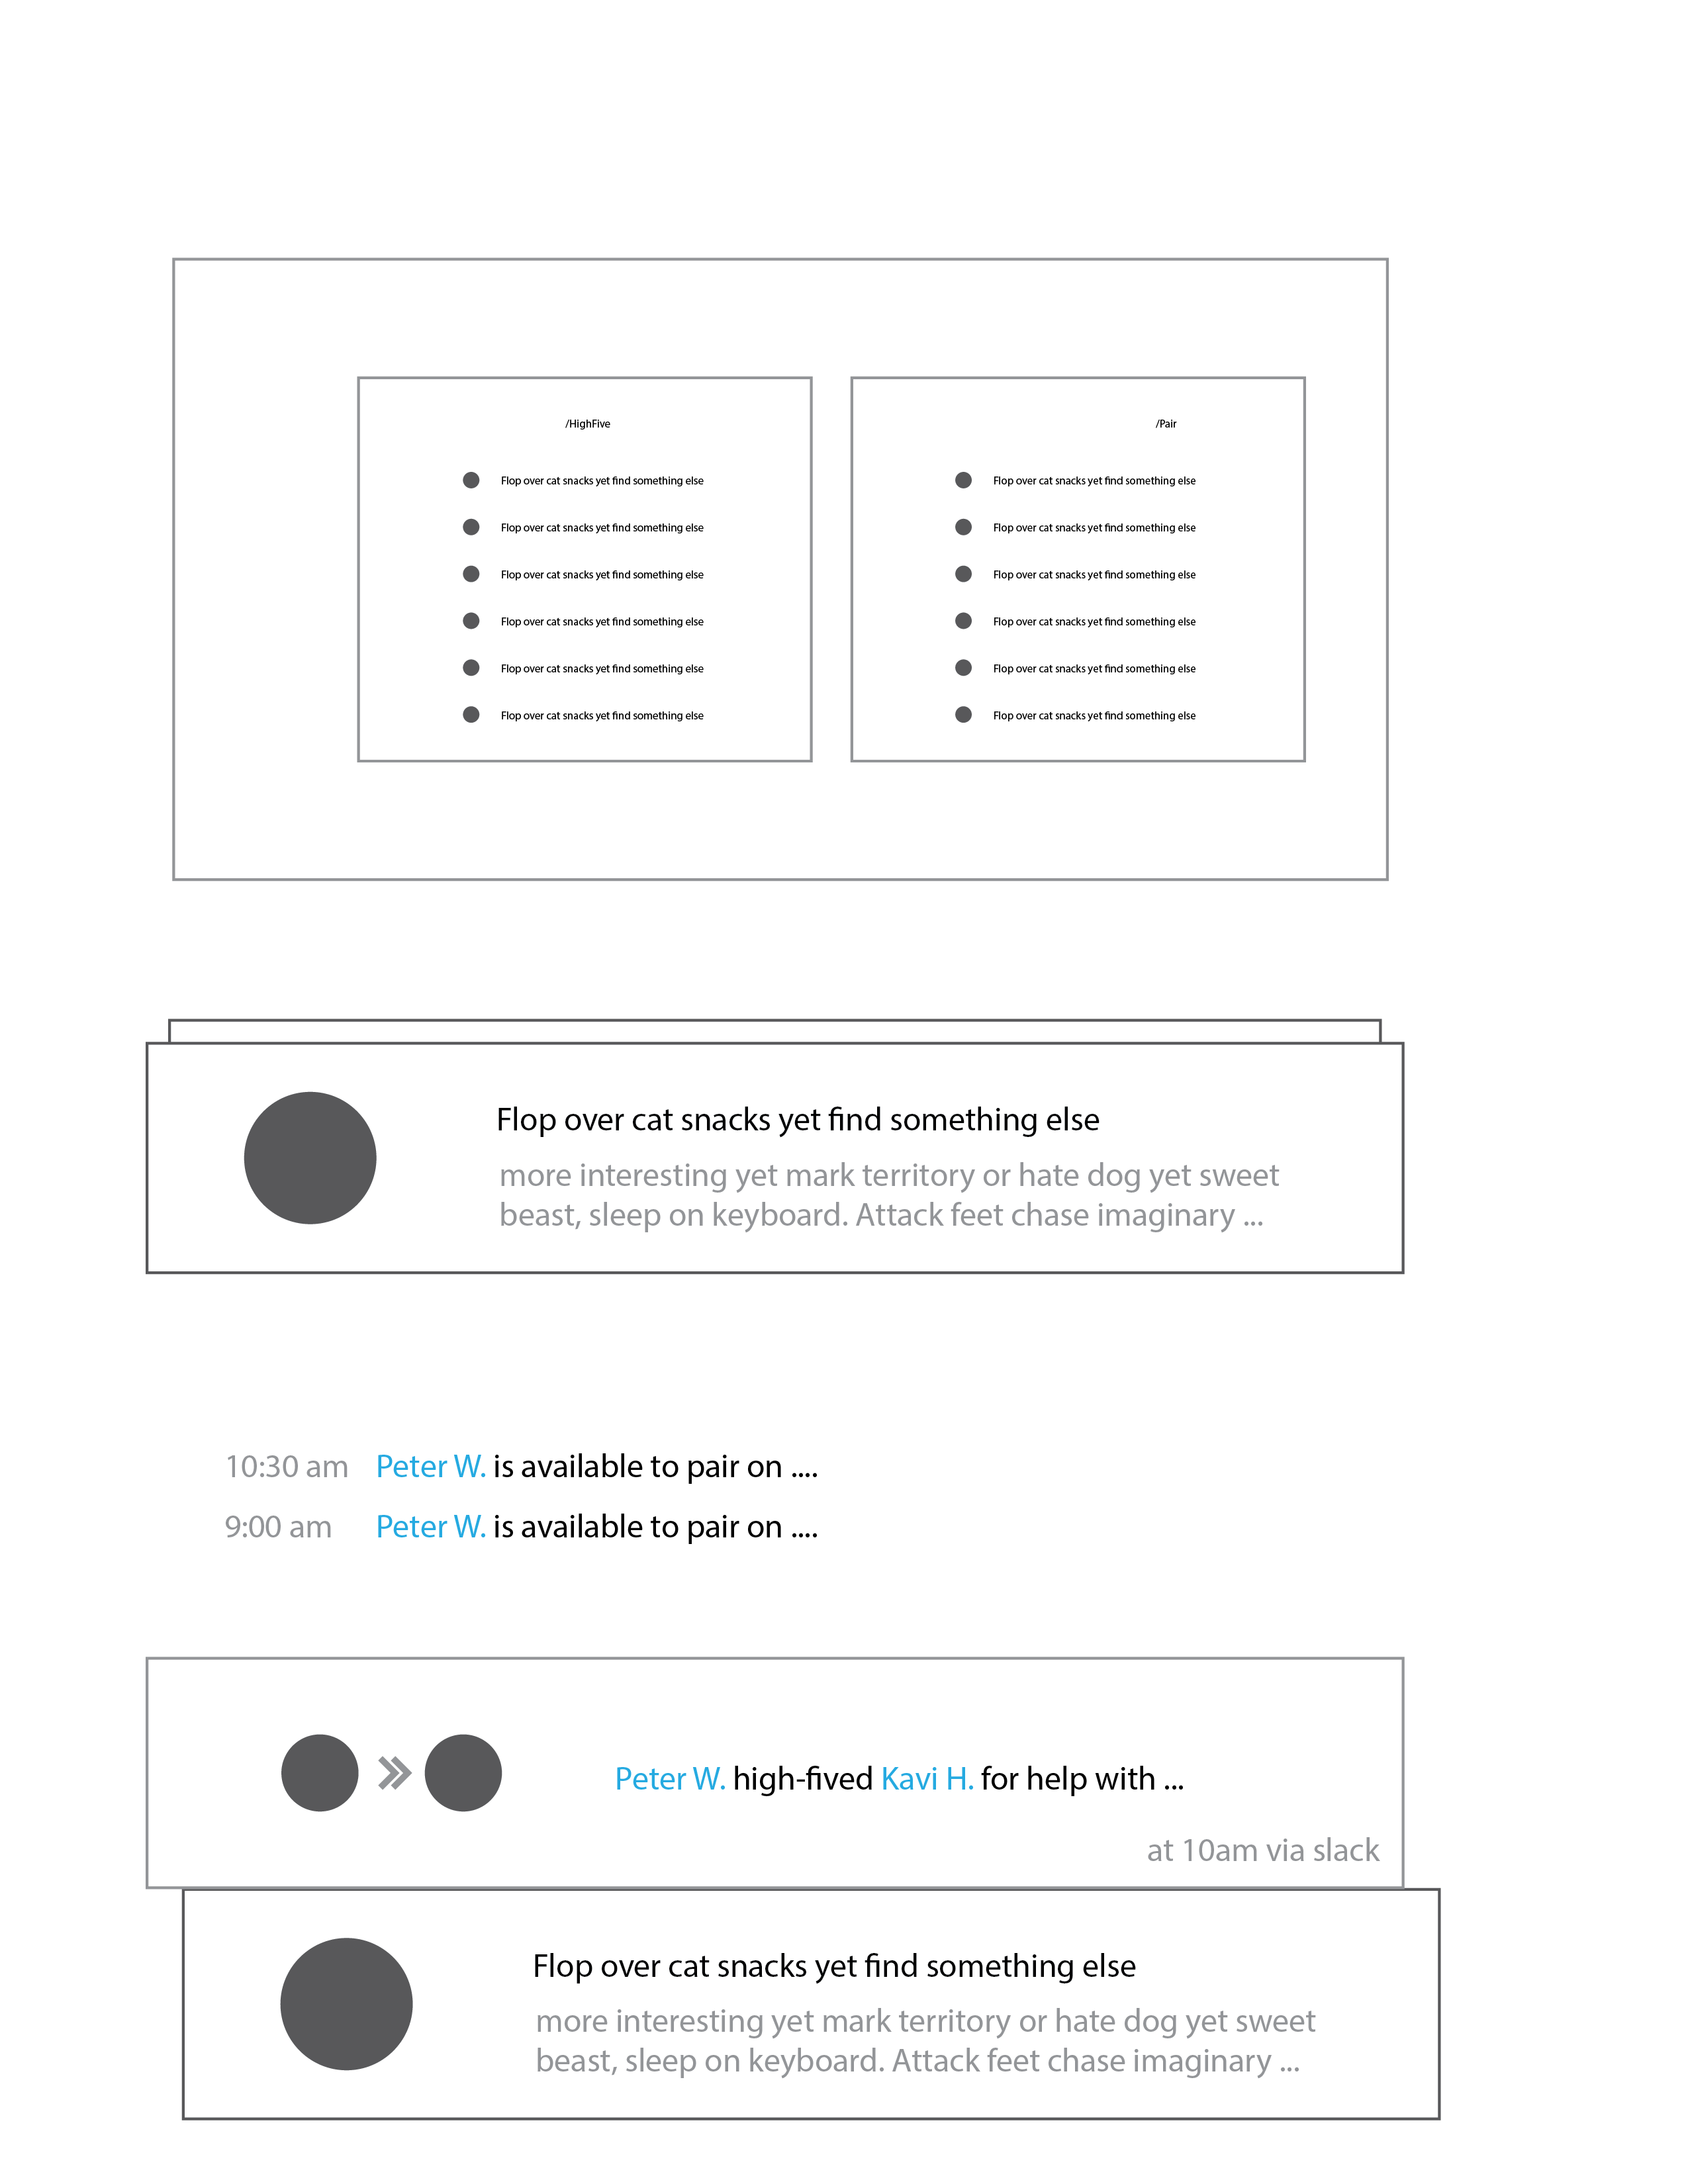 /HighFive
Flop over cat snacks yet find something else
Flop over cat snacks yet find something else
Flop over cat snacks yet find something else
Flop over cat snacks yet find something else
Flop over cat snacks yet find something else
Flop over cat snacks yet find something else
/Pair
Flop over cat snacks yet find something else
Flop over cat snacks yet find something else
Flop over cat snacks yet find something else
Flop over cat snacks yet find something else
Flop over cat snacks yet find something else
Flop over cat snacks yet find something else
Flop over cat snacks yet find something else
more interesting yet mark territory or hate dog yet sweet
beast, sleep on keyboard. Attack feet chase imaginary ...
10:30 am Peter W. is available to pair on ....
9:00 am Peter W. is available to pair on ....
Peter W. high-fived Kavi H. for help with ...
at 10am via slack
Flop over cat snacks yet find something else
more interesting yet mark territory or hate dog yet sweet
beast, sleep on keyboard. Attack feet chase imaginary ...